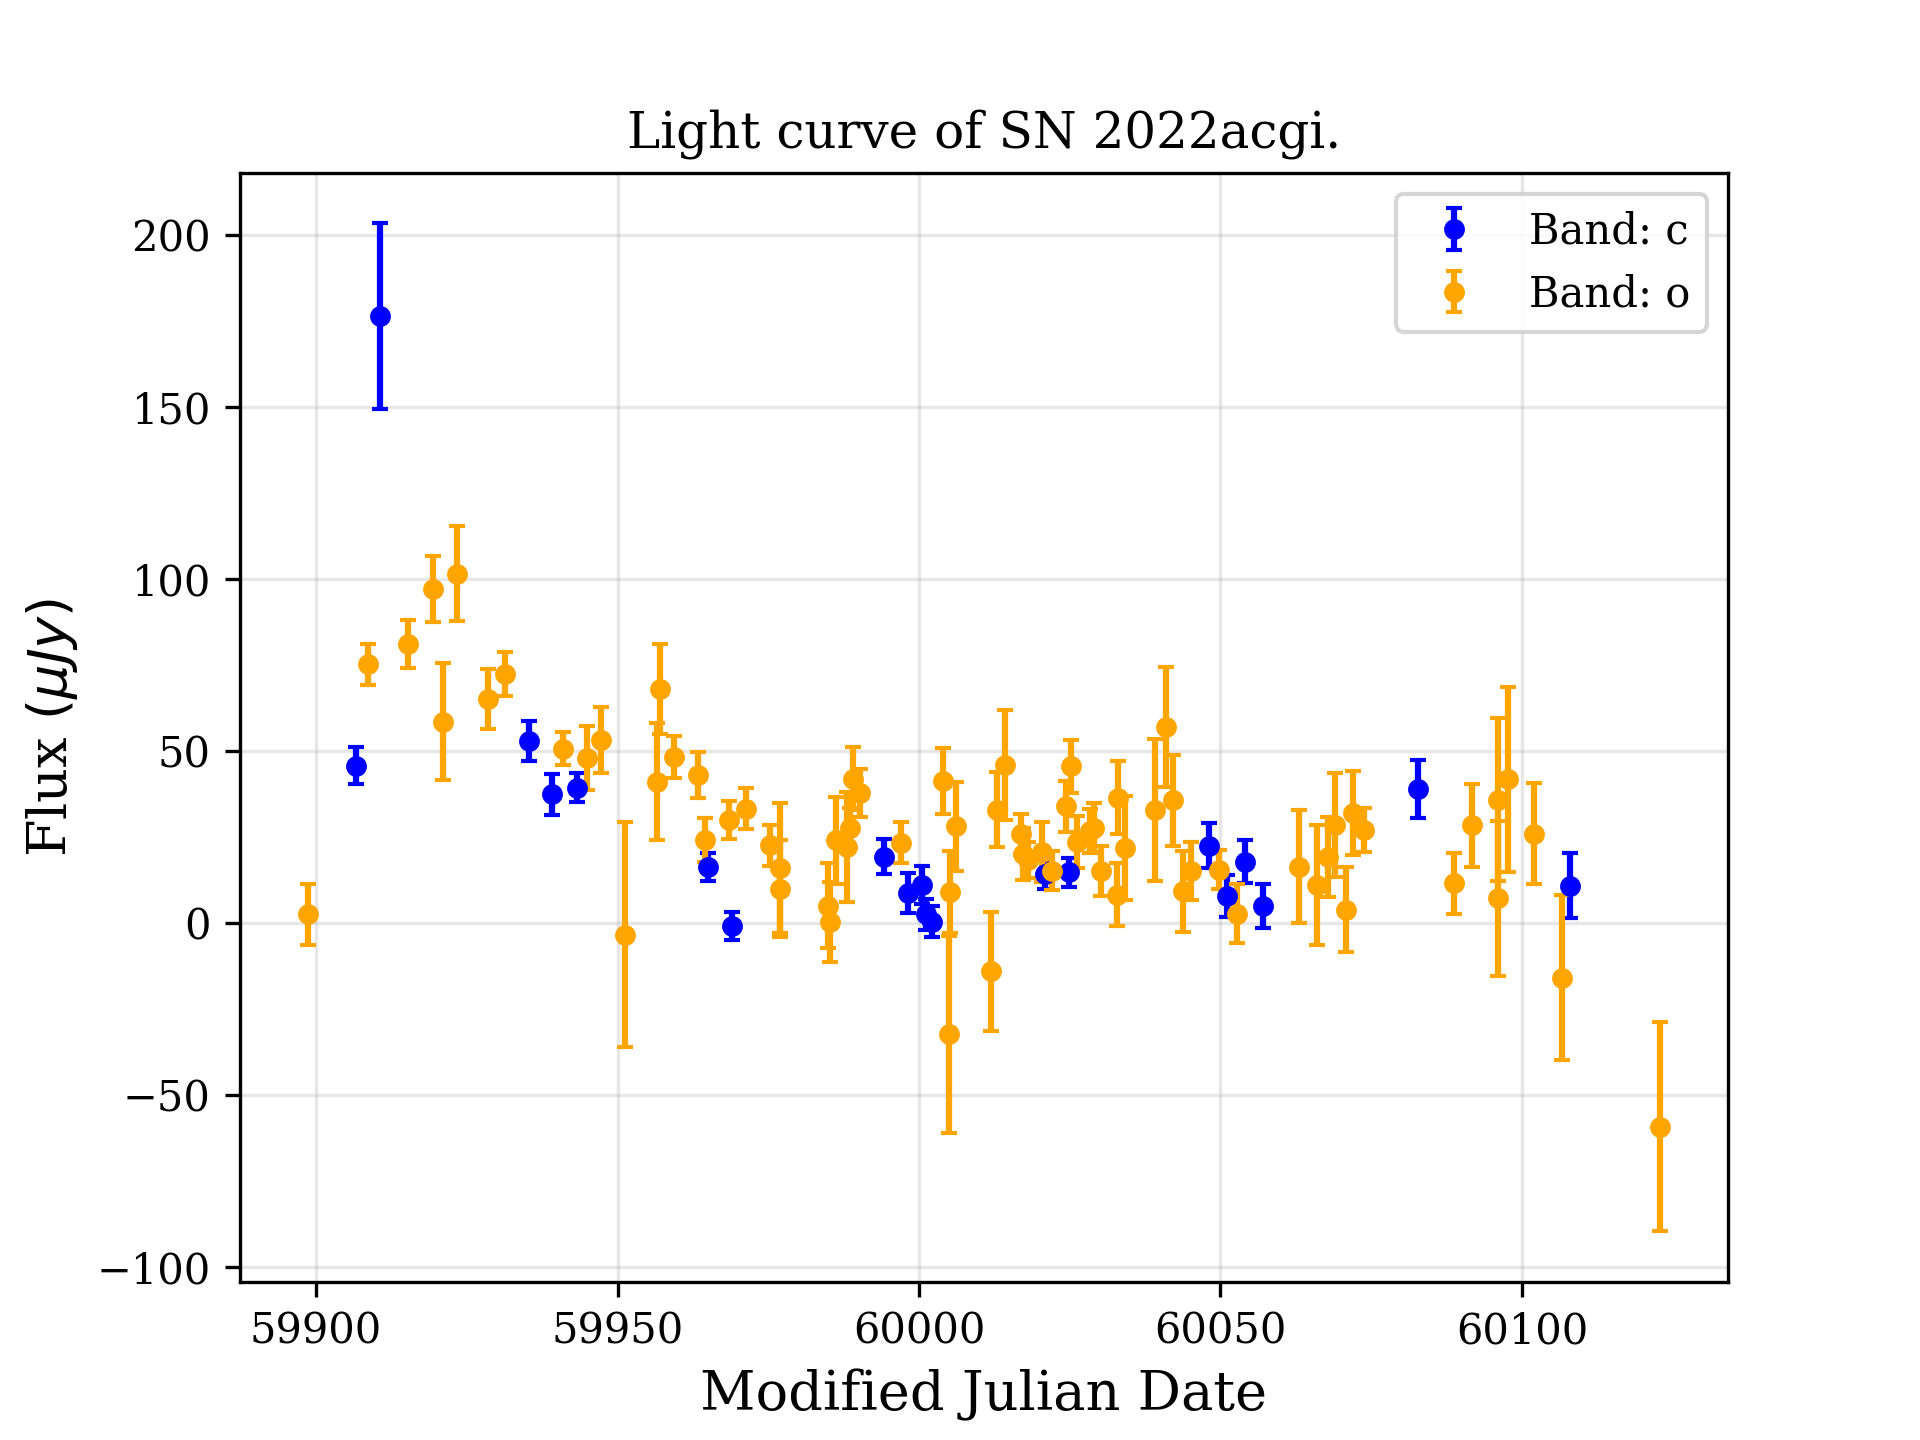 Light curve of SN 2022acgi.
Band: c
Band: o
200
150
100
50
0
−50
−100
Flux (μJy)
59900 59950 60000 60050 60100
Modified Julian Date